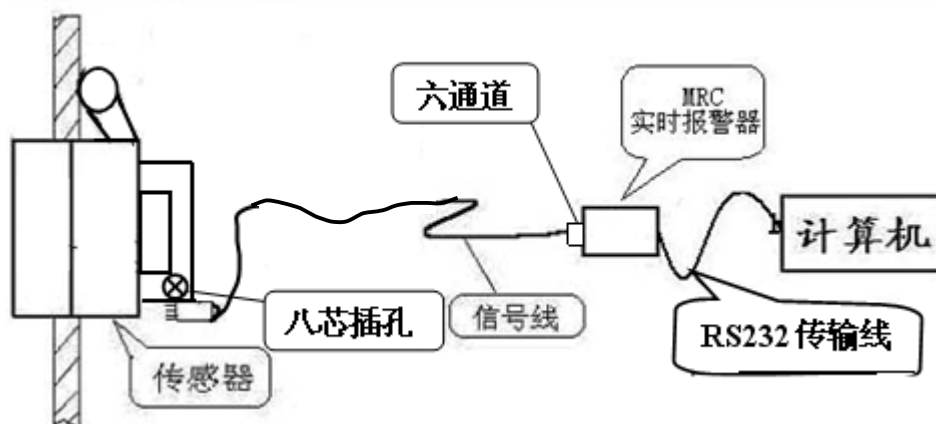 六通道
MRC
实时报警器
计算机
八芯插孔
信号线
RS232传输线
传感器